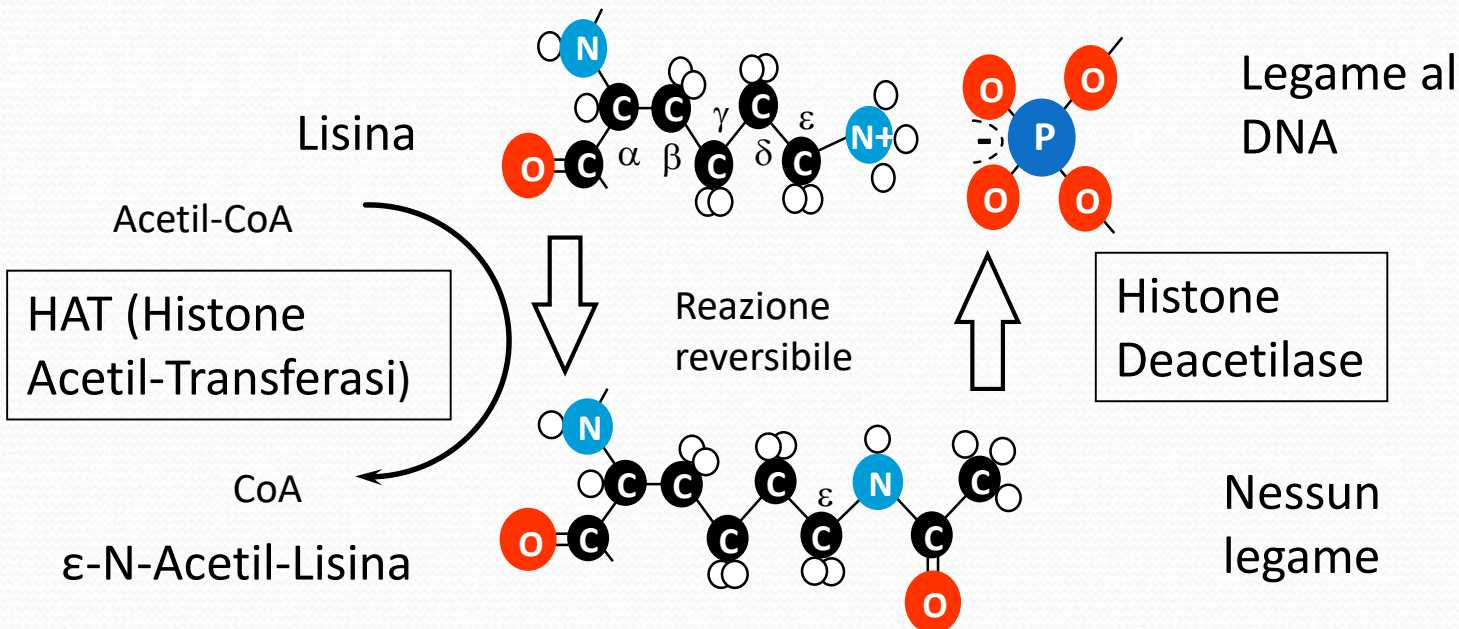 N
O
O
Legame al
DNA
C
C
C
γ
ε
N+
-
P
Lisina
O
C
α
β
C
δ
C
O
O
Acetil-CoA
HAT (Histone
Acetil-Transferasi)
Reazione
reversibile
Histone
Deacetilase
N
C
C
C
ε
N
C
CoA
O
C
C
C
C
Nessun
legame
ε-N-Acetil-Lisina
O